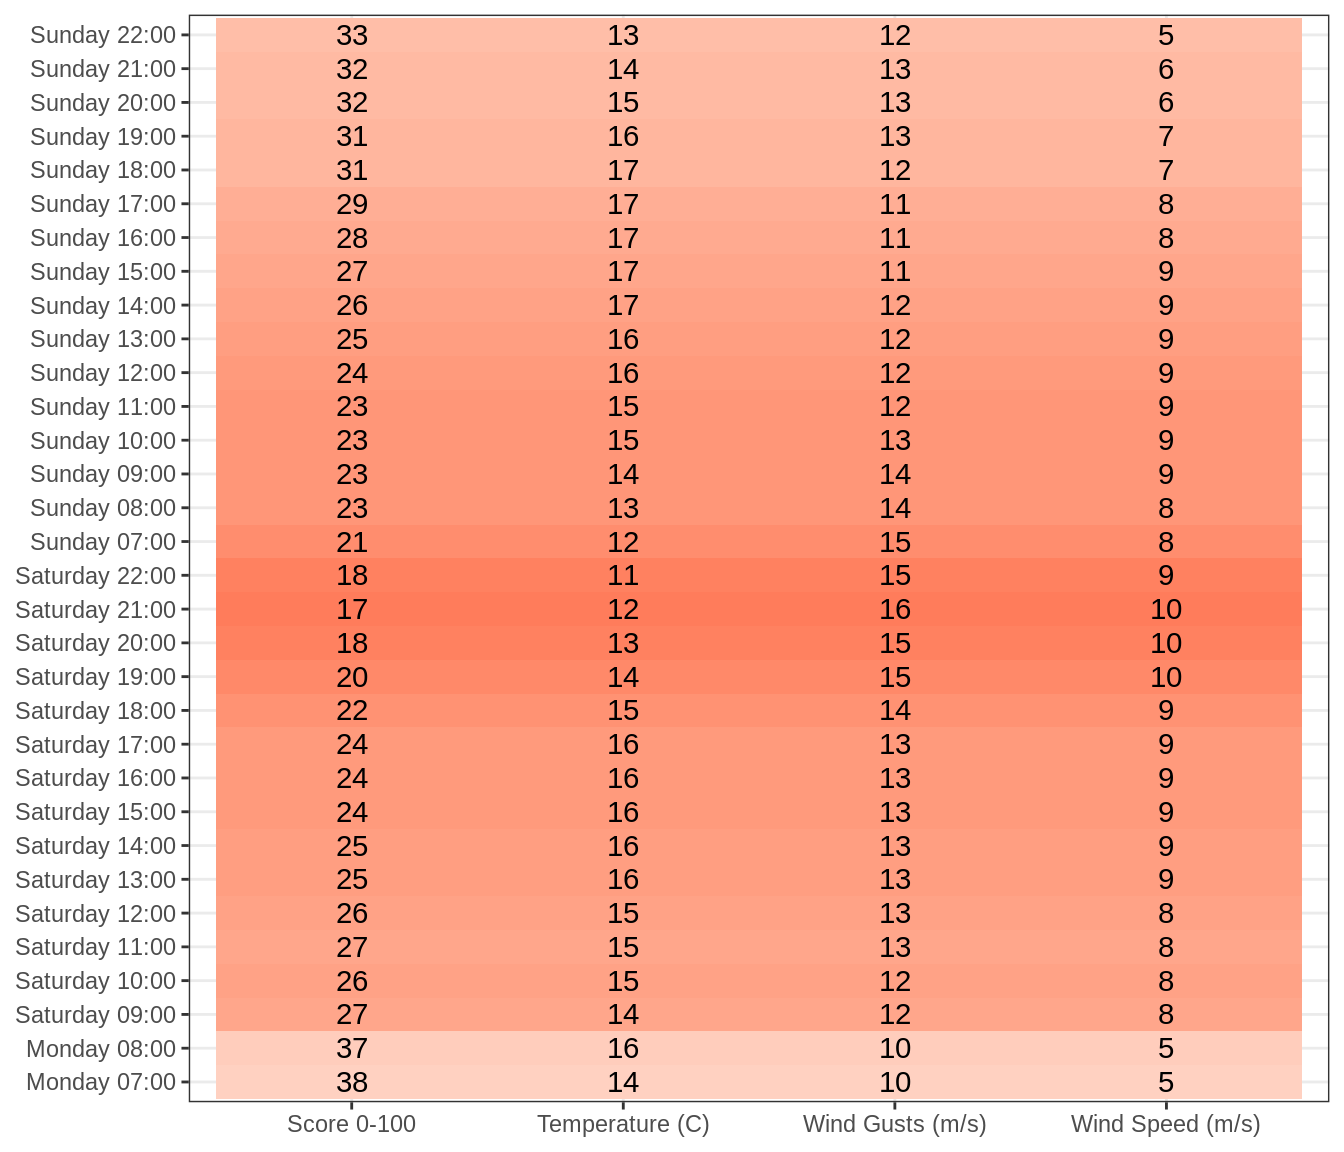 Sunday 22:00 33 13 12 5
Sunday 21:00 32 14 13 6
Sunday 20:00 32 15 13 6
Sunday 19:00 31 16 13 7
Sunday 18:00 31 17 12 7
Sunday 17:00 29 17 11 8
Sunday 16:00 28 17 11 8
Sunday 15:00 27 17 11 9
Sunday 14:00 26 17 12 9
Sunday 13:00 25 16 12 9
Sunday 12:00 24 16 12 9
Sunday 11:00 23 15 12 9
Sunday 10:00 23 15 13 9
Sunday 09:00 23 14 14 9
Sunday 08:00 23 13 14 8
Sunday 07:00 21 12 15 8
Saturday 22:00 18 11 15 9
Saturday 21:00 17 12 16 10
Saturday 20:00 18 13 15 10
Saturday 19:00 20 14 15 10
Saturday 18:00 22 15 14 9
Saturday 17:00 24 16 13 9
Saturday 16:00 24 16 13 9
Saturday 15:00 24 16 13 9
Saturday 14:00 25 16 13 9
Saturday 13:00 25 16 13 9
Saturday 12:00 26 15 13 8
Saturday 11:00 27 15 13 8
Saturday 10:00 26 15 12 8
Saturday 09:00 27 14 12 8
Monday 08:00 37 16 10 5
Monday 07:00 38 14 10 5
Score 0-100 Temperature (C) Wind Gusts (m/s) Wind Speed (m/s)